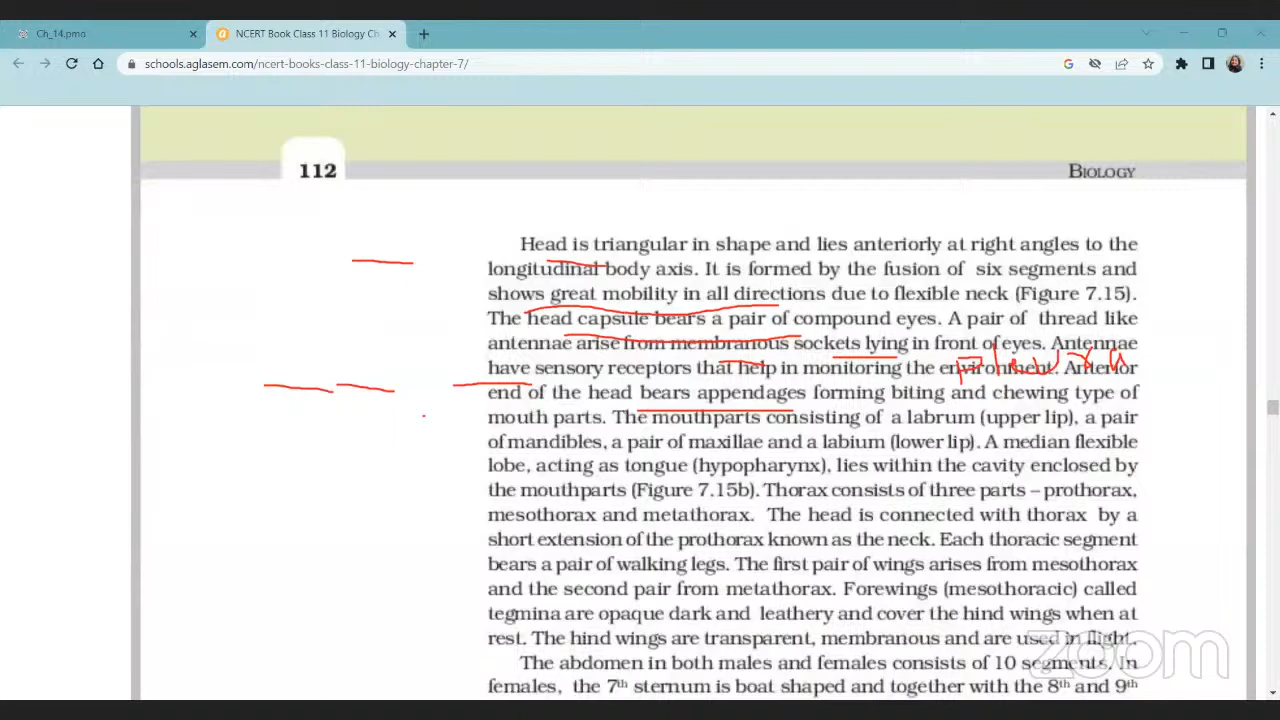 Ch_14.pmd
NCERT Book Class 11 Biology Ch
schools.aglasem.com/ncert-books-class-11-biology-chapter-7/
112
BIOLOGY
Head is triangular in shape and lies anteriorly at right angles to the
longitudinal body axis. It is formed by the fusion of six segments and
shows great mobility in all directions due to flexible neck (Figure 7.15).
The head capsule bears a pair of compound eyes. A pair of thread like
antennae arise from membranous sockets lying in front of eyes. Antennae
have sensory receptors that help in monitoring the environment. Anterior
plewra
end of the head bears appendages forming biting and chewing type of
mouth parts. The mouthparts consisting of a labrum (upper lip), a pair
of mandibles, a pair of maxillae and a labium (lower lip). A median flexible
lobe, acting as tongue (hypopharynx), lies within the cavity enclosed by
the mouthparts (Figure 7.15b). Thorax consists of three parts – prothorax,
mesothorax and metathorax. The head is connected with thorax by a
short extension of the prothorax known as the neck. Each thoracic segment
bears a pair of walking legs. The first pair of wings arises from mesothorax
and the second pair from metathorax. Forewings (mesothoracic) called
tegmina are opaque dark and leathery and cover the hind wings when at
rest. The hind wings are transparent, membranous and are used in flight.
zoom
The abdomen in both males and females consists of 10 segments. In
females, the 7th sternum is boat shaped and together with the 8th and 9th